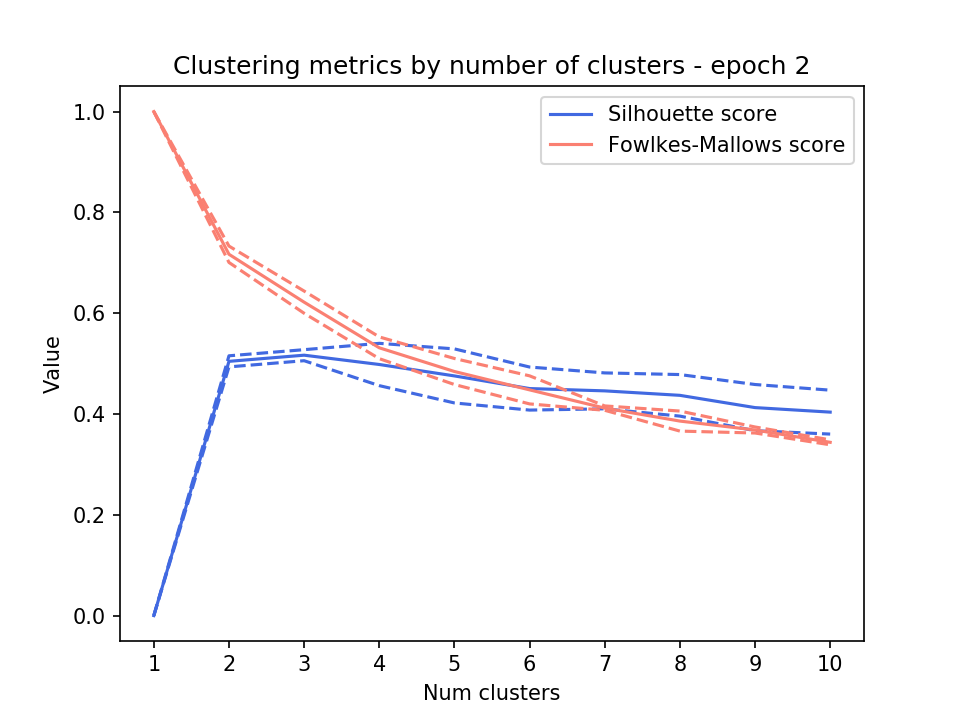 Clustering metrics by number of clusters - epoch 2
Silhouette score
Fowlkes-Mallows score
1.0
0.8
0.6
0.4
0.2
0.0
Value
1 2 3 4 5 6 7 8 9 10
Num clusters